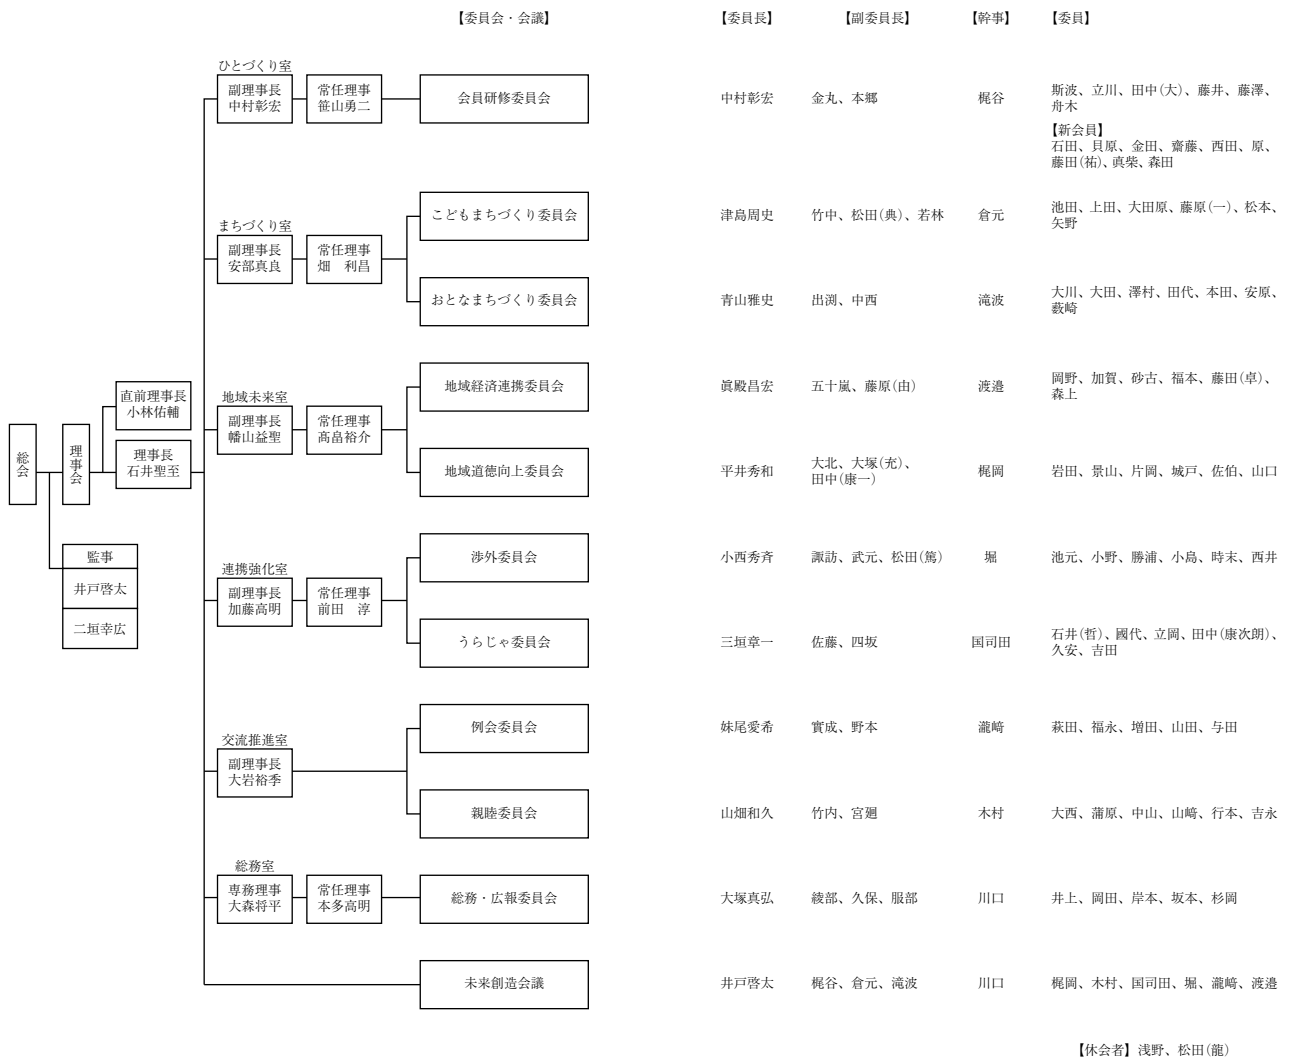 【委員会・会議】 【委員長】 【副委員長】 【幹事】 【委員】
総会
理事会
直前理事長
小林佑輔
理事長
石井聖至
監事
井戸啓太
二垣幸広
ひとづくり室
副理事長
中村彰宏
常任理事
笹山勇二
会員研修委員会 中村彰宏 金丸、本郷 梶谷
斯波、立川、田中(大)、藤井、藤澤、
舟木
【新会員】
石田、貝原、金田、齋藤、西田、原、
藤田(祐)、真柴、森田
まちづくり室
副理事長
安部真良
常任理事
畑　利昌
こどもまちづくり委員会 津島周史 竹中、松田(典)、若林 倉元
池田、上田、大田原、藤原(一)、松本、
矢野
おとなまちづくり委員会 青山雅史 出渕、中西 滝波
大川、大田、澤村、田代、本田、安原、
薮崎
地域未来室
副理事長
幡山益聖
常任理事
髙畠裕介
地域経済連携委員会 眞殿昌宏 五十嵐、藤原(由) 渡邉
岡野、加賀、砂古、福本、藤田(卓)、
森上
地域道徳向上委員会 平井秀和
大北、大塚(充)、
田中(康一)
梶岡 岩田、景山、片岡、城戸、佐伯、山口
連携強化室
副理事長
加藤高明
常任理事
前田　淳
渉外委員会 小西秀斉 諏訪、武元、松田(篤) 堀 池元、小野、勝浦、小島、時末、西井
うらじゃ委員会 三垣章一 佐藤、四坂 国司田
石井(哲)、國代、立岡、田中(康次朗)、
久安、吉田
交流推進室
副理事長
大岩裕季
例会委員会 妹尾愛希 實成、野本 瀧﨑 萩田、福永、増田、山田、与田
親睦委員会 山畑和久 竹内、宮廻 木村 大西、蒲原、中山、山﨑、行本、吉永
総務室
専務理事
大森将平
常任理事
本多高明
総務・広報委員会 大塚真弘 綾部、久保、服部 川口 井上、岡田、岸本、坂本、杉岡
未来創造会議 井戸啓太 梶谷、倉元、滝波 川口 梶岡、木村、国司田、堀、瀧﨑、渡邉
【休会者】浅野、松田(龍)